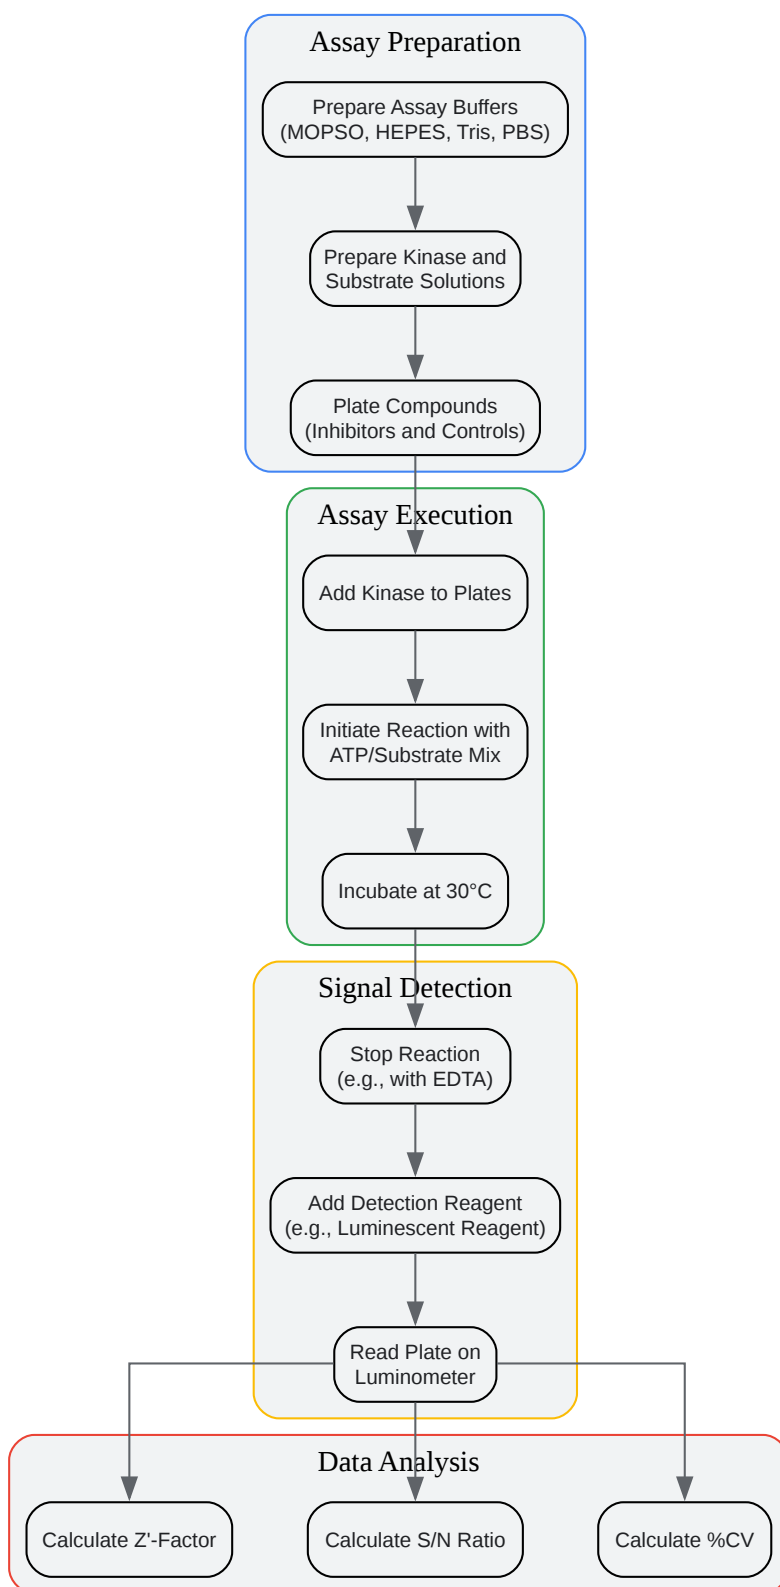 Assay Preparation
Prepare Assay Buffers
(MOPSO, HEPES, Tris, PBS)
Prepare Kinase and
Substrate Solutions
Plate Compounds
(Inhibitors and Controls)
Assay Execution
Add Kinase to Plates
Initiate Reaction with
ATP/Substrate Mix
Incubate at 30°C
Signal Detection
Stop Reaction
(e.g., with EDTA)
Add Detection Reagent
(e.g., Luminescent Reagent)
Read Plate on
Luminometer
Data Analysis
Calculate Z'-Factor
Calculate S/N Ratio
Calculate %CV